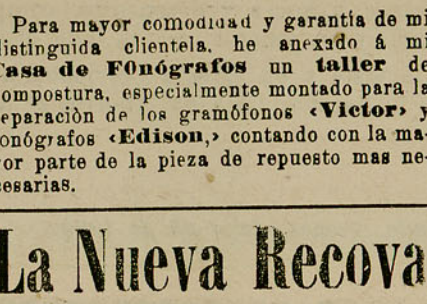 Para mayor comodidad y garantía de mi
distinguida clientela, he anexado á mi
Casa de FOnógrafos un taller de
compostura, especialmente montado para la
reparaciòn de los gramófonos ‹Victor› y
fonógrafos ‹Edison,› contando con la ma-
yor parte de la pieza de repuesto mas ne-
cesarias.
La Nueva Recova